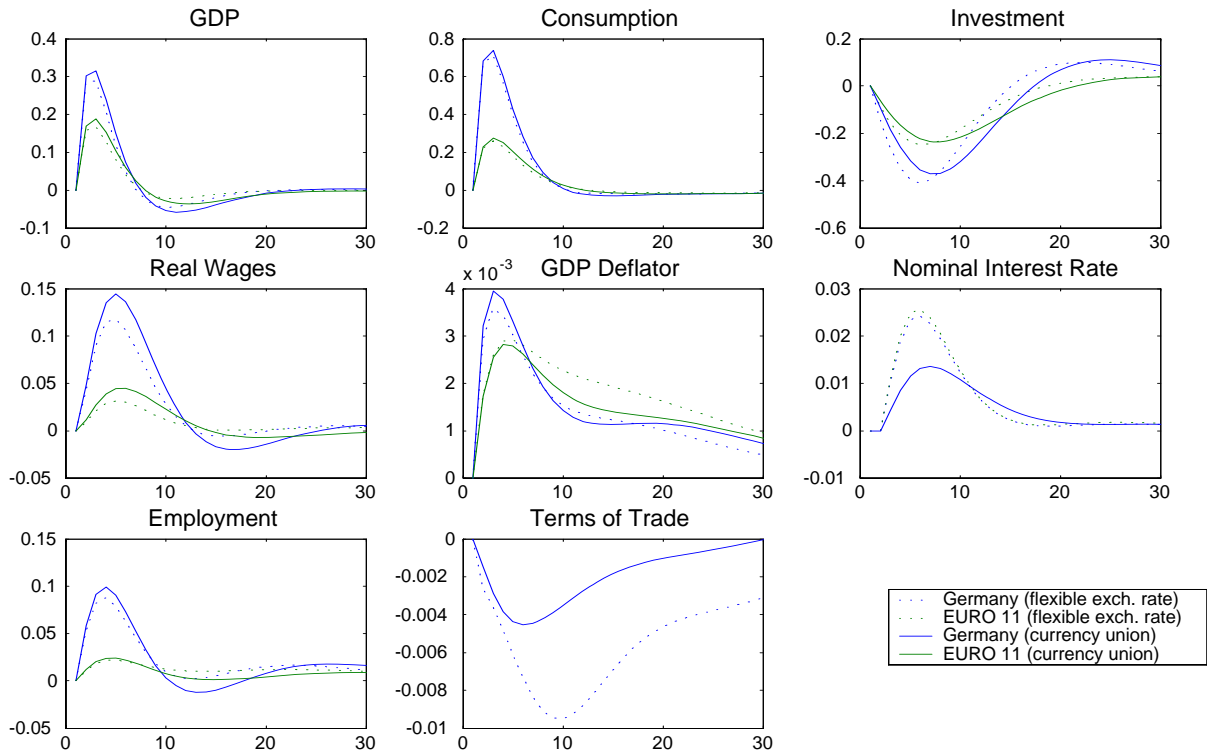 GDP
0.4
0.3
0.2
0.1
0
-0.1
0 10 20 30
Consumption
0.8
0.6
0.4
0.2
0
0.2
0 10 20 30
Investment
0.2
0
-0.2
-0.4
-0.6
0 10 20 30
Real Wages
0.15
0.1
0.05
0
-0.05
0 10 20 30
x 10⁻³ GDP Deflator
4
3
2
1
0
0 10 20 30
Nominal Interest Rate
0.03
0.02
0.01
0
-0.01
0 10 20 30
Employment
0.15
0.1
0.05
0
-0.05
0 10 20 30
Terms of Trade
0
-0.002
-0.004
-0.006
-0.008
-0.01
0 10 20 30
Germany (flexible exch. rate)
EURO 11 (flexible exch. rate)
Germany (currency union)
EURO 11 (currency union)